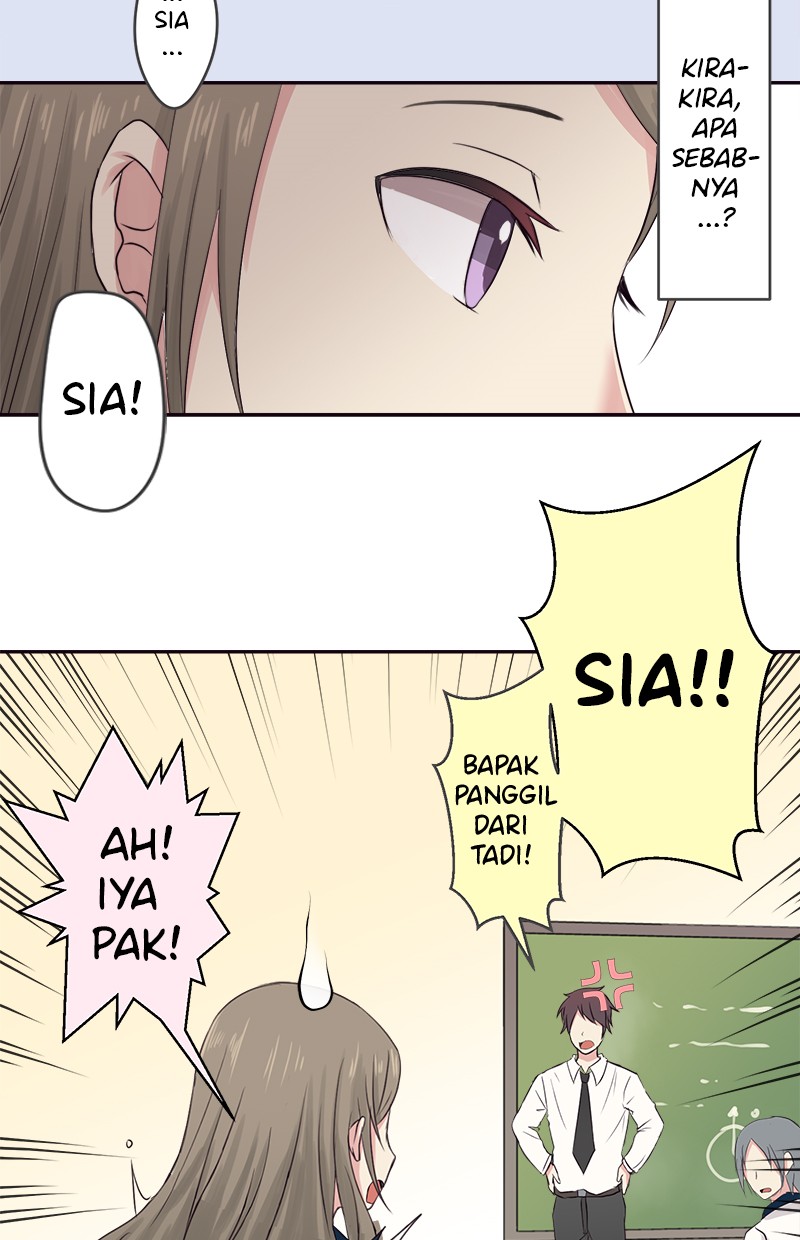 ...
SIA
...
KIRA-
KIRA,
APA
SEBAB-
NYA
...?
SIA!
SIA!!
BAPAK
PANGGIL
DARI
TADI!
AH!
IYA
PAK!